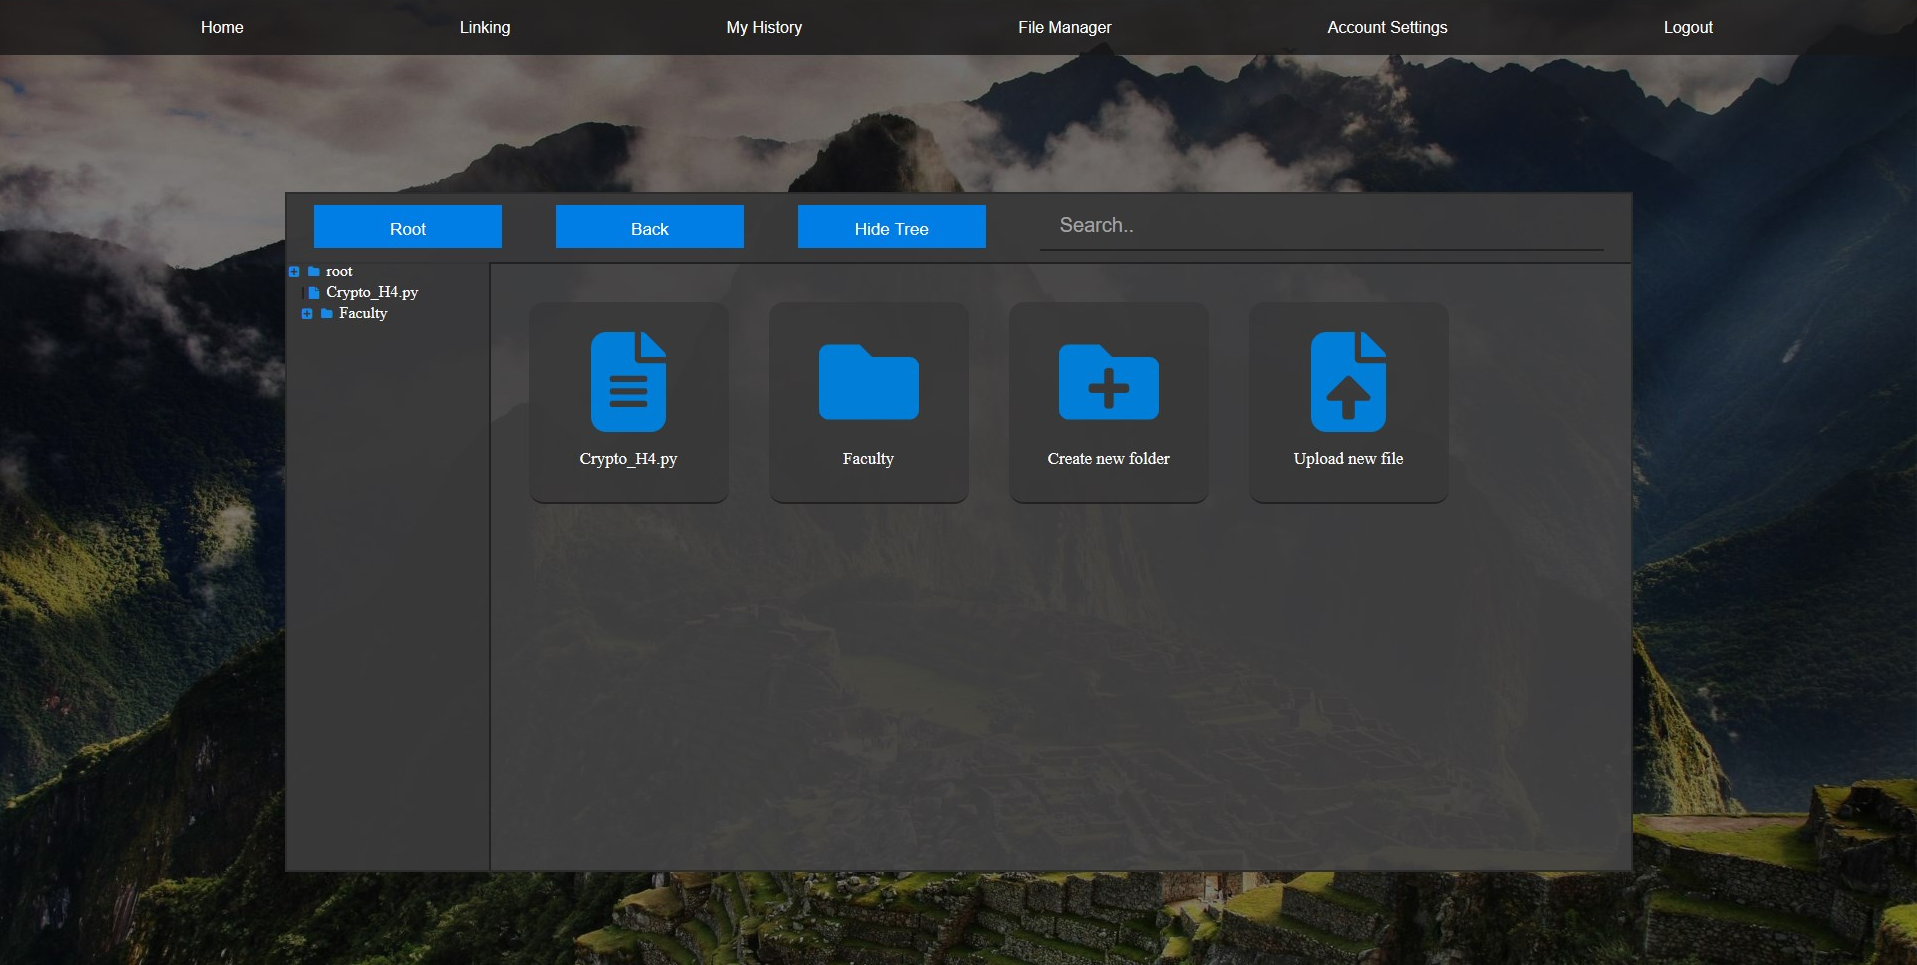 Home Linking My History File Manager Account Settings Logout
Root Back Hide Tree Search..
root
Crypto_H4.py
Faculty
Crypto_H4.py Faculty Create new folder Upload new file